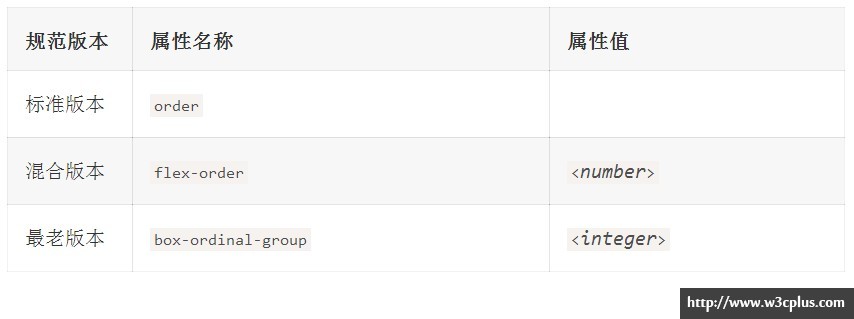 规范版本 属性名称 属性值
标准版本 order
混合版本 flex-order <number>
最老版本 box-ordinal-group <integer>
http://www.w3cplus.com